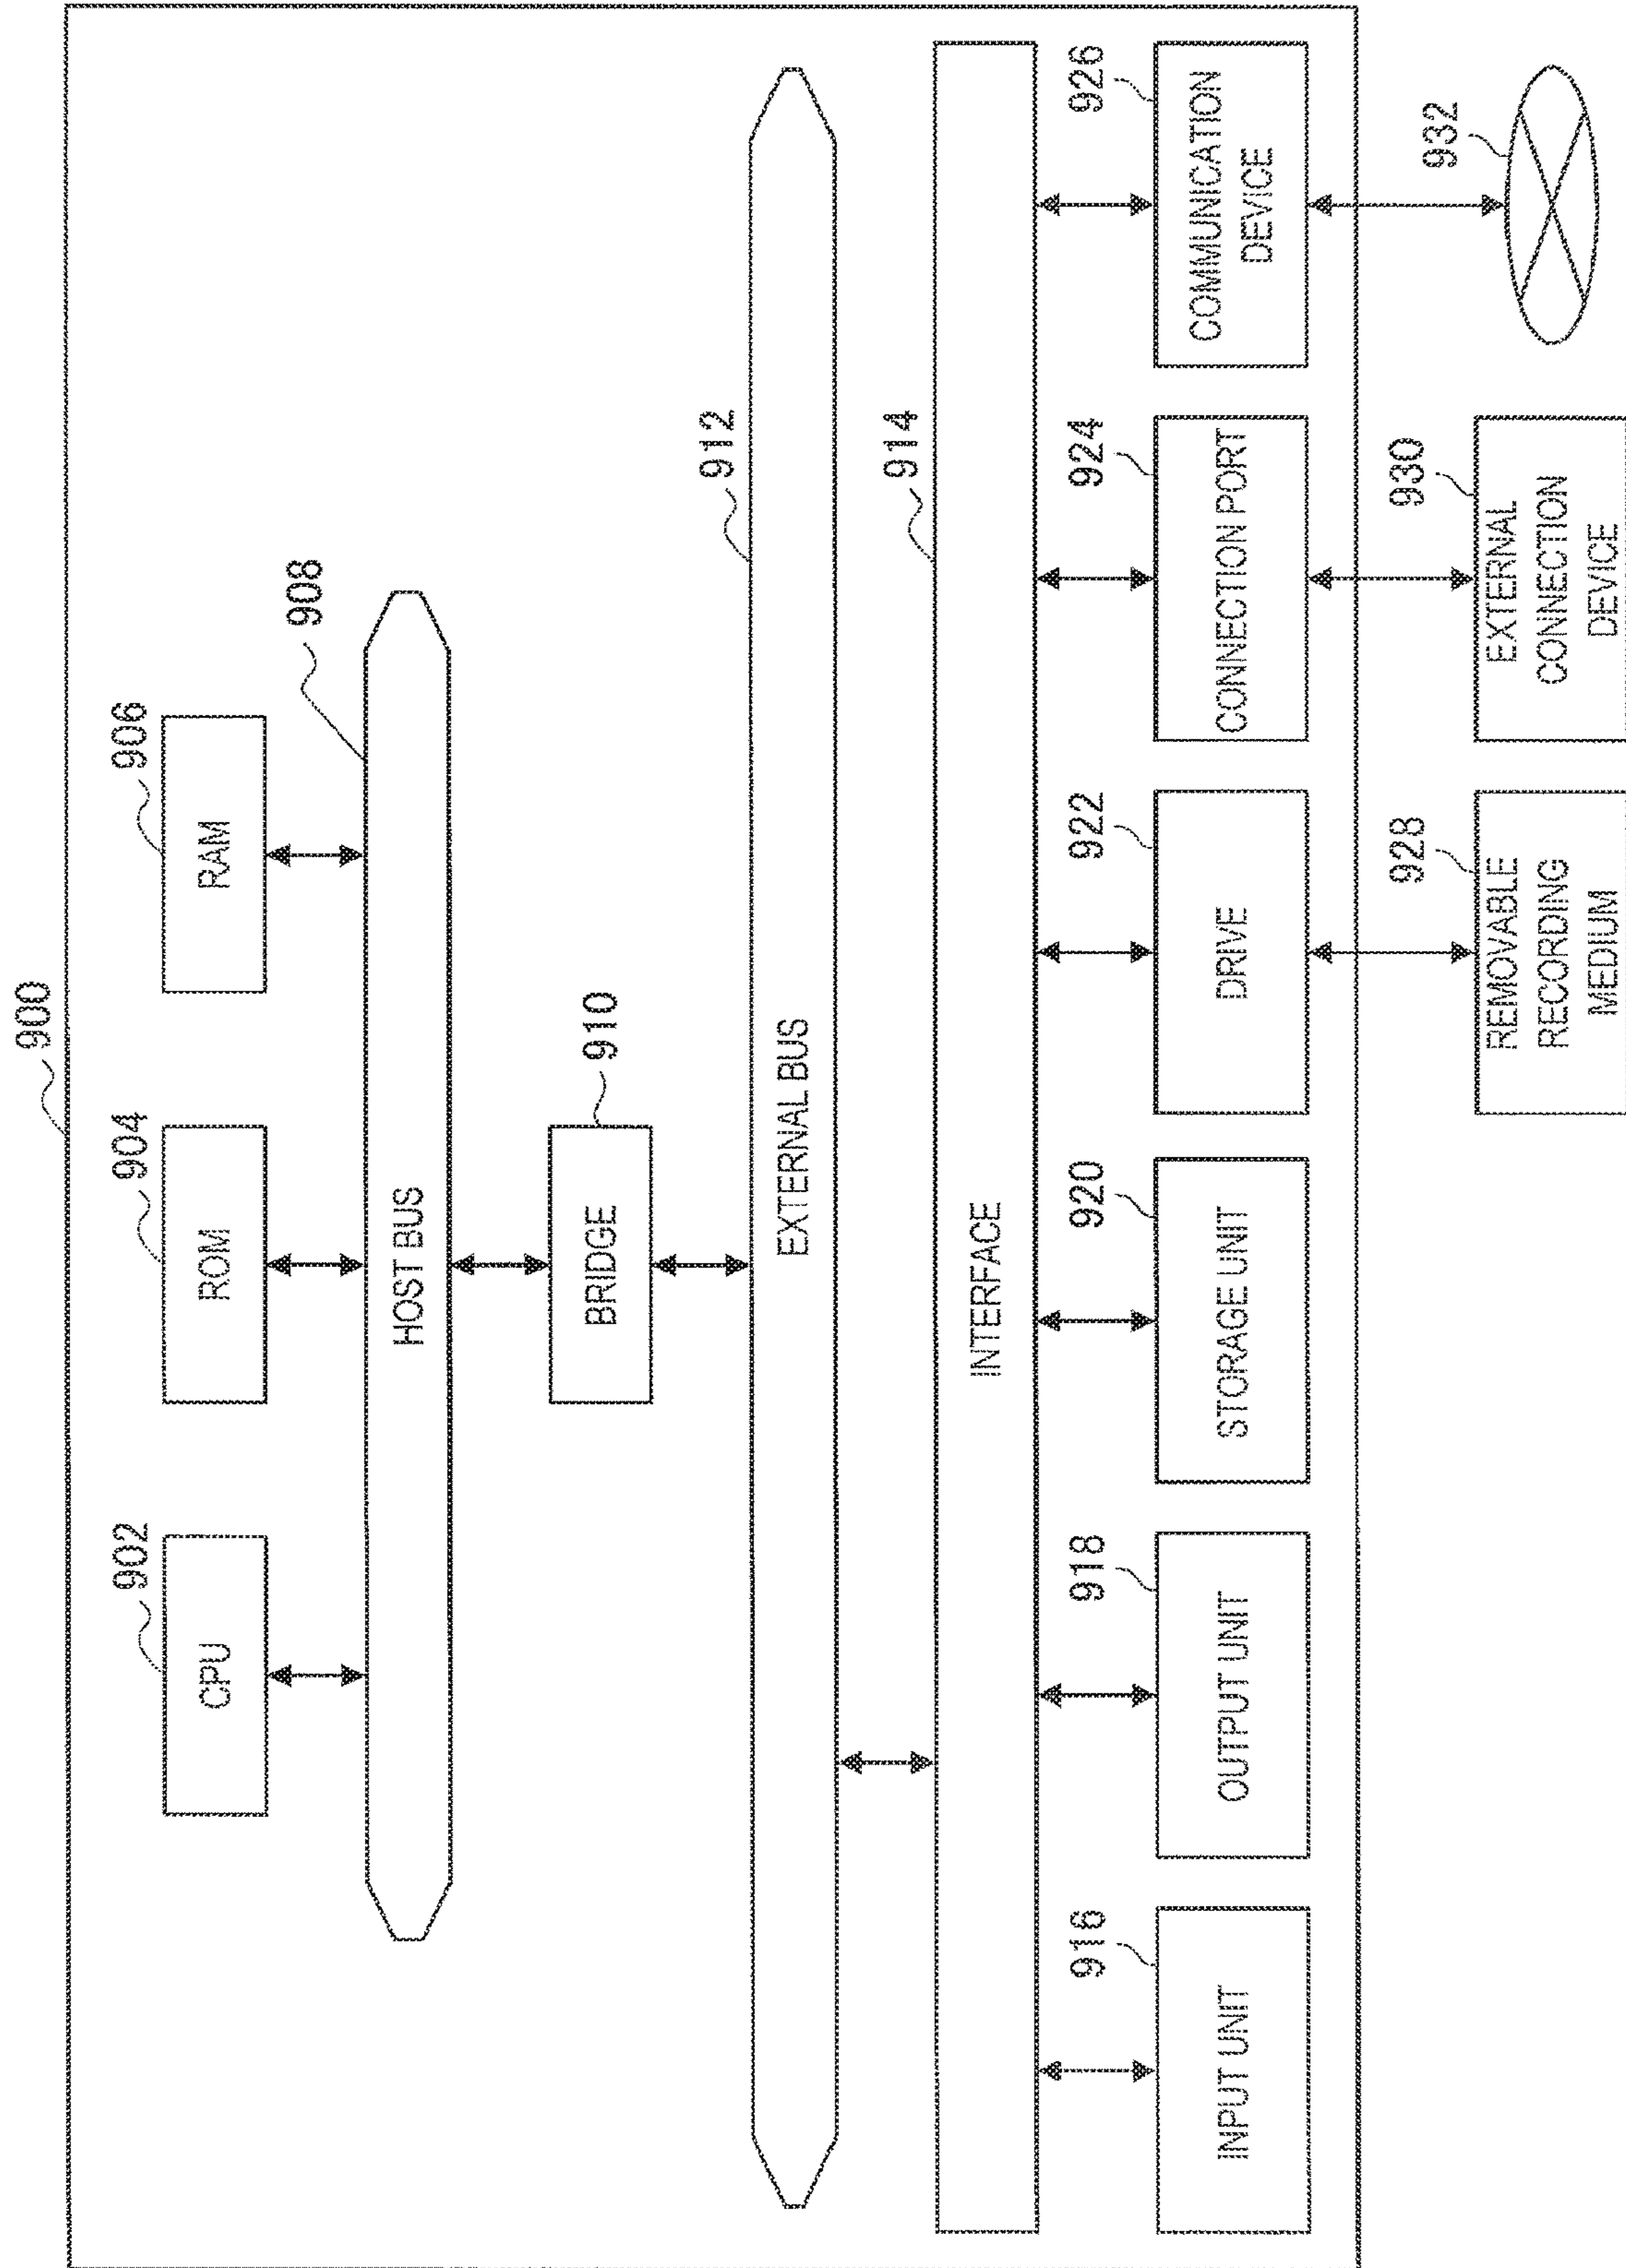 900
902
904
906
CPU
ROM
RAM
908
HOST BUS
910
BRIDGE
912
EXTERNAL BUS
914
INTERFACE
916
918
920
922
924
926
INPUT UNIT
OUTPUT UNIT
STORAGE UNIT
DRIVE
CONNECTION PORT
COMMUNICATION
DEVICE
928
930
932
REMOVABLE
RECORDING
MEDIUM
EXTERNAL
CONNECTION
DEVICE